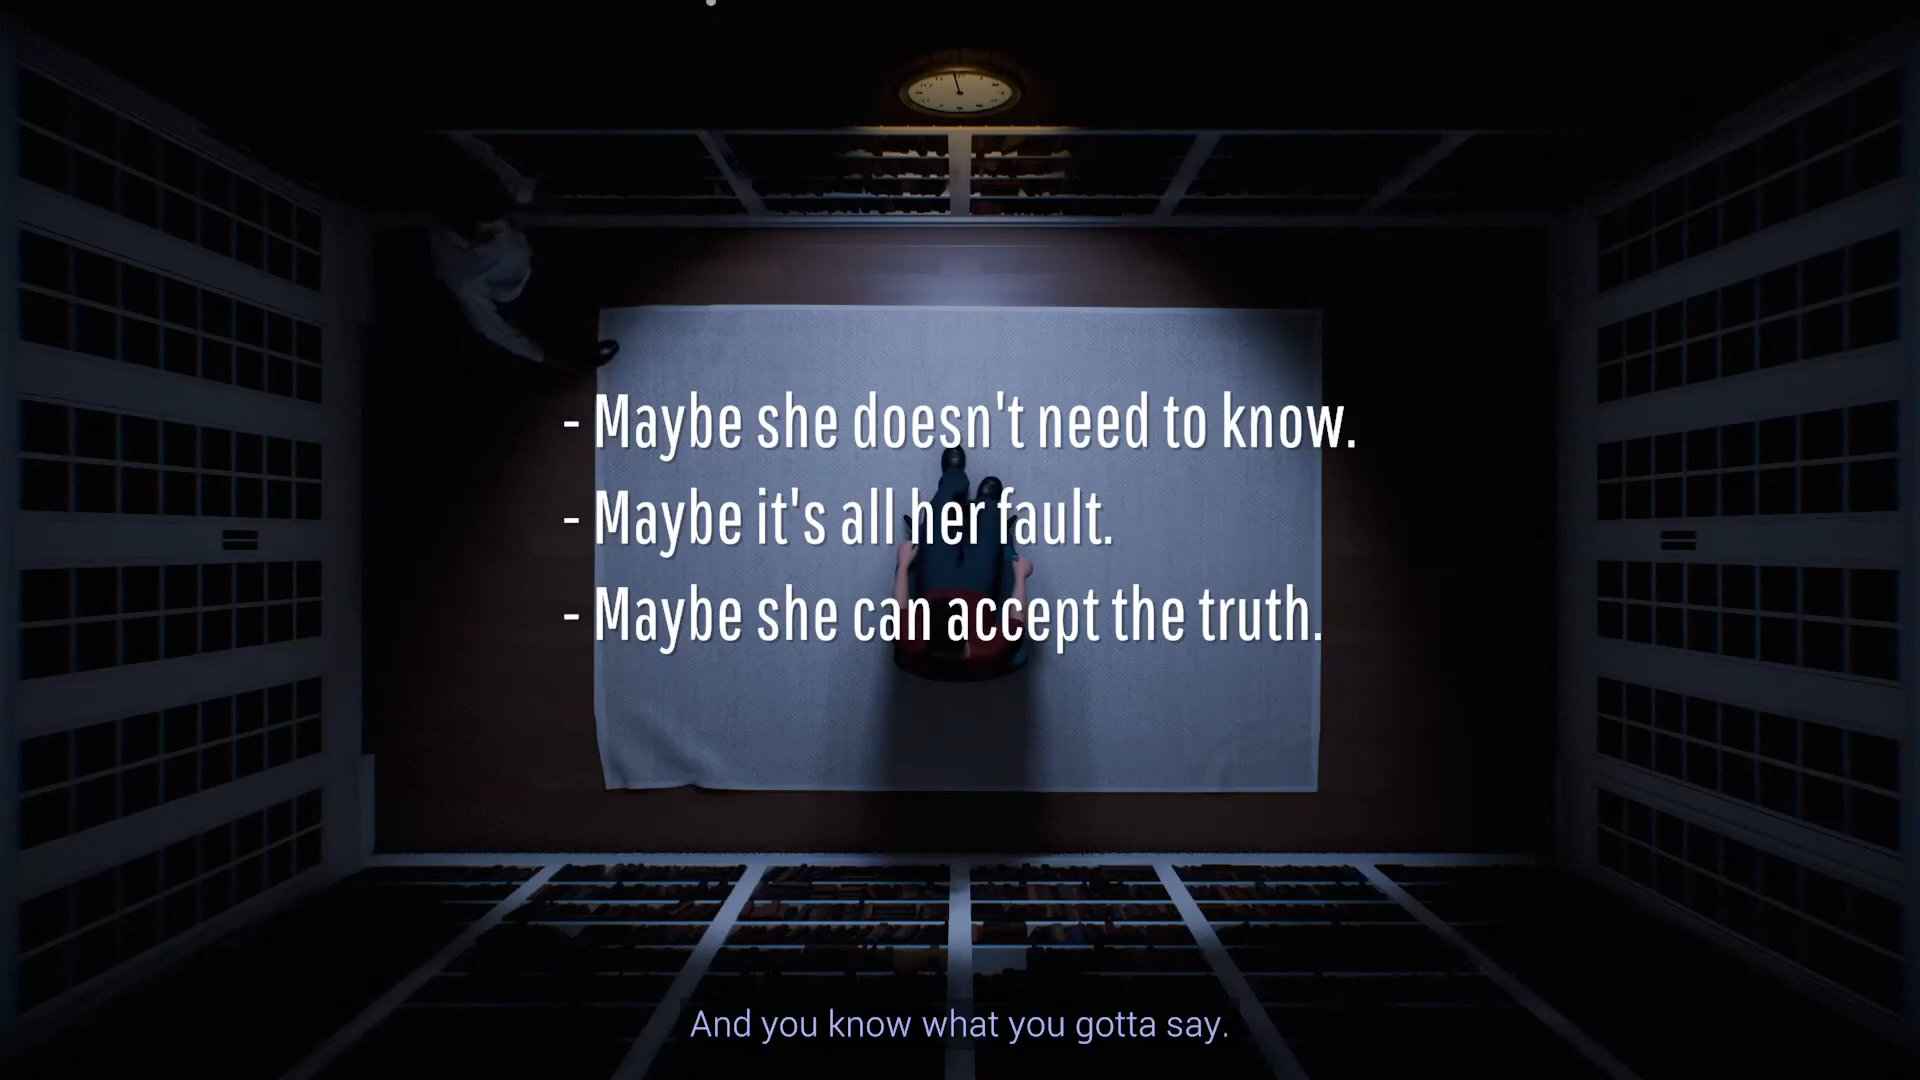 - Maybe she doesn't need to know.
- Maybe it's all her fault.
- Maybe she can accept the truth.
And you know what you gotta say.